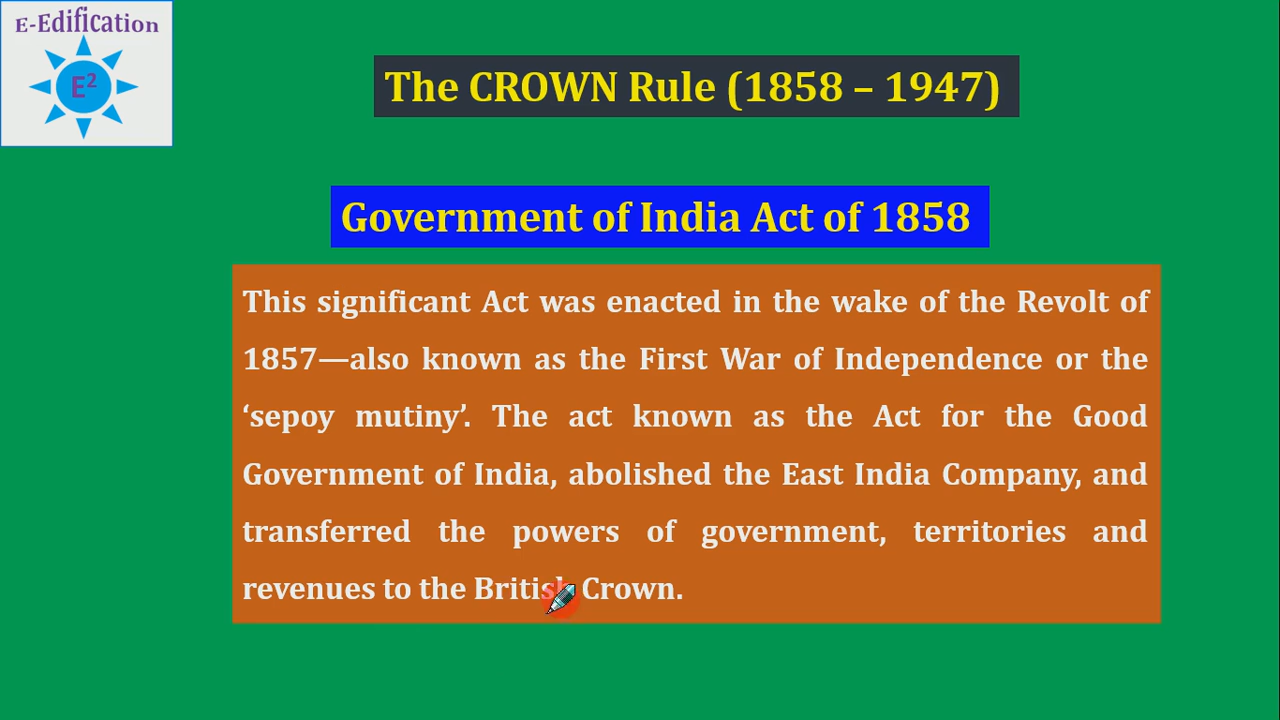 E-Edification
E²
The CROWN Rule (1858 – 1947)
Government of India Act of 1858
This significant Act was enacted in the wake of the Revolt of
1857—also known as the First War of Independence or the
‘sepoy mutiny’. The act known as the Act for the Good
Government of India, abolished the East India Company, and
transferred the powers of government, territories and
revenues to the British Crown.